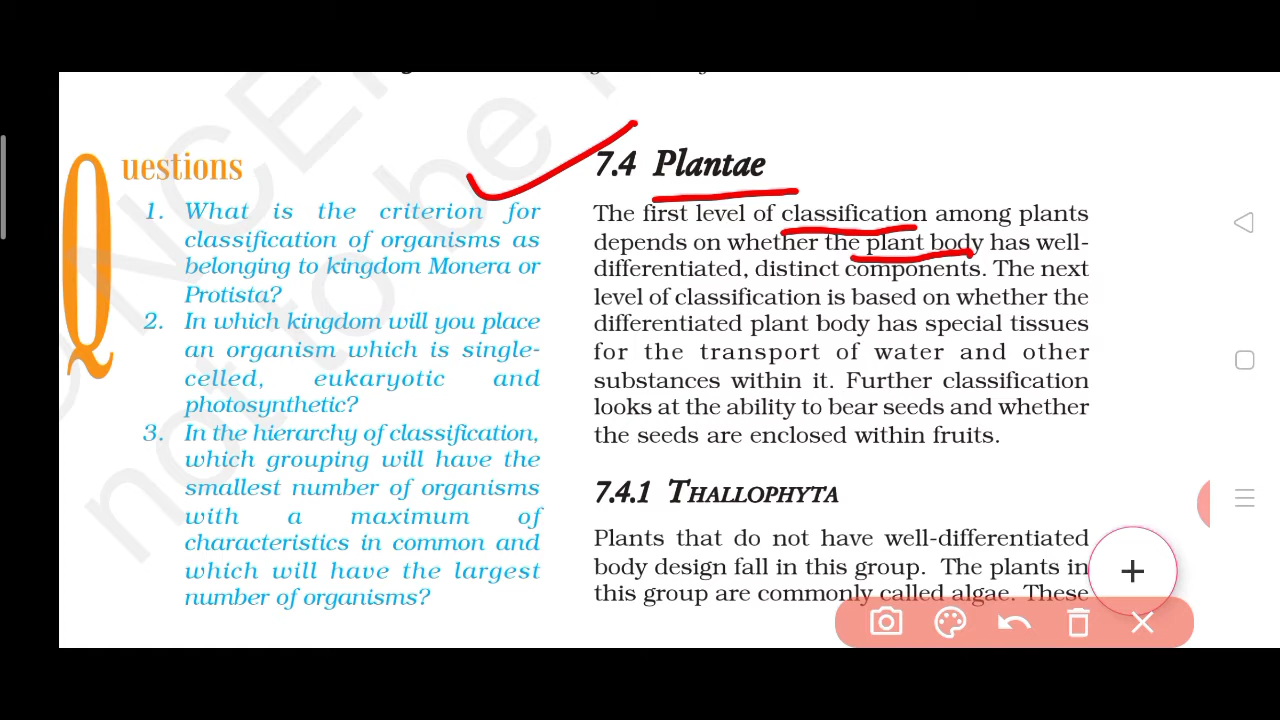 Questions
1. What is the criterion for
classification of organisms as
belonging to kingdom Monera or
Protista?
2. In which kingdom will you place
an organism which is single-
celled, eukaryotic and
photosynthetic?
3. In the hierarchy of classification,
which grouping will have the
smallest number of organisms
with a maximum of
characteristics in common and
which will have the largest
number of organisms?
7.4 Plantae
The first level of classification among plants
depends on whether the plant body has well-
differentiated, distinct components. The next
level of classification is based on whether the
differentiated plant body has special tissues
for the transport of water and other
substances within it. Further classification
looks at the ability to bear seeds and whether
the seeds are enclosed within fruits.
7.4.1 THALLOPHYTA
Plants that do not have well-differentiated
body design fall in this group. The plants in
this group are commonly called algae. These
not to be